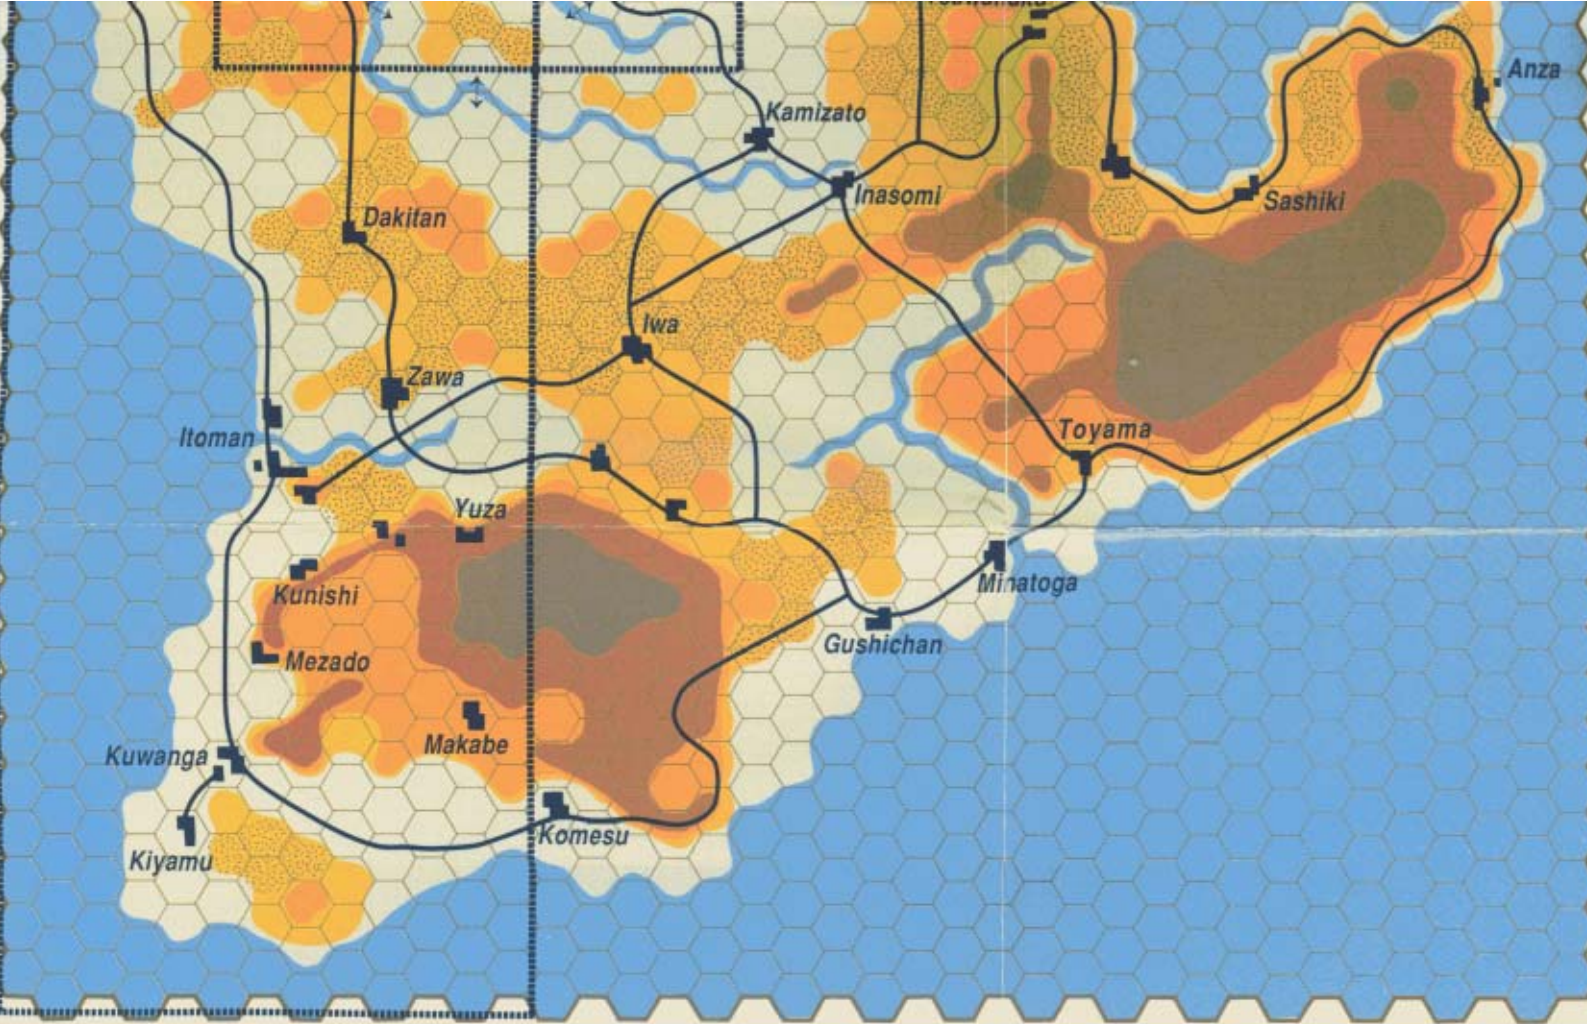 Anza
Kamizato
Inasomi
Sashiki
Dakitan
Iwa
Zawa
Itoman
Toyama
Yuza
Kunishi
Minatoga
Gushichan
Mezado
Makabe
Kuwanga
Komesu
Kiyamu